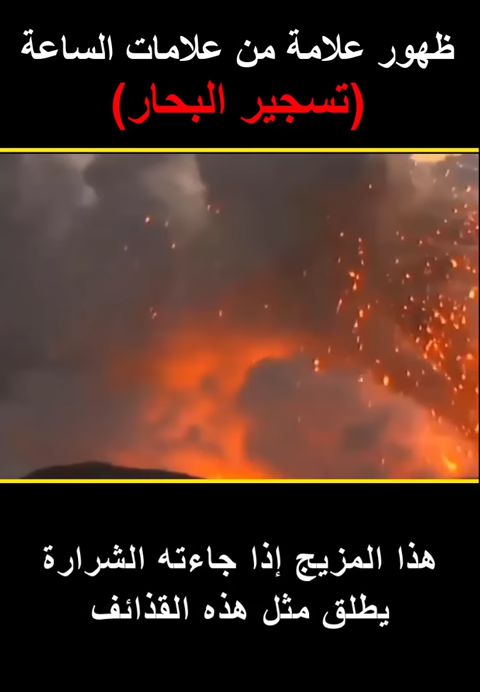 ظهور علامة من علامات الساعة
(تسجير البحار)
هذا المزيج إذا جاءته الشرارة
يطلق مثل هذه القذائف